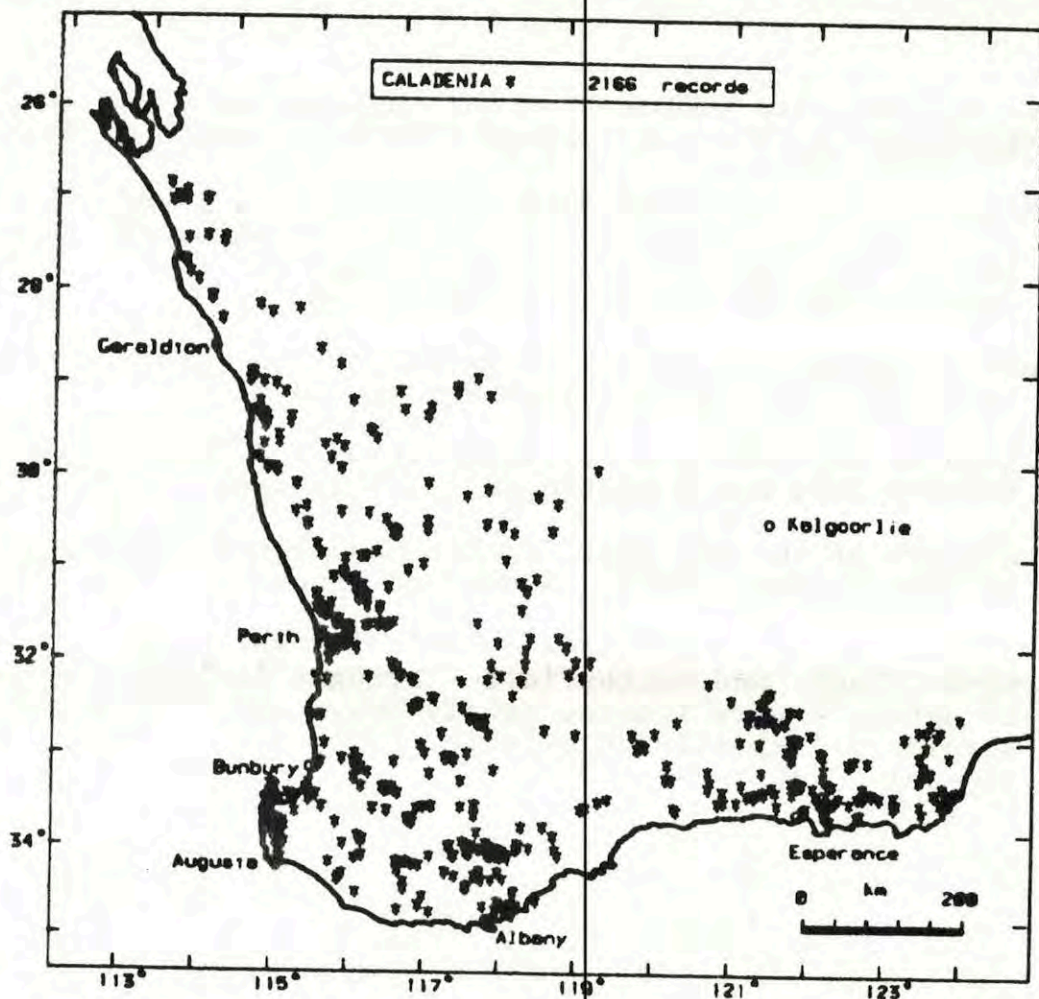 CALADENIA * 2166 records
26°
28°
Geraldion
30°
o Kalgoorlie
Perth
32°
Bunbury
34°
Augusta
Esperance
km
0 200
Albany
113° 115° 117° 119° 121° 123°